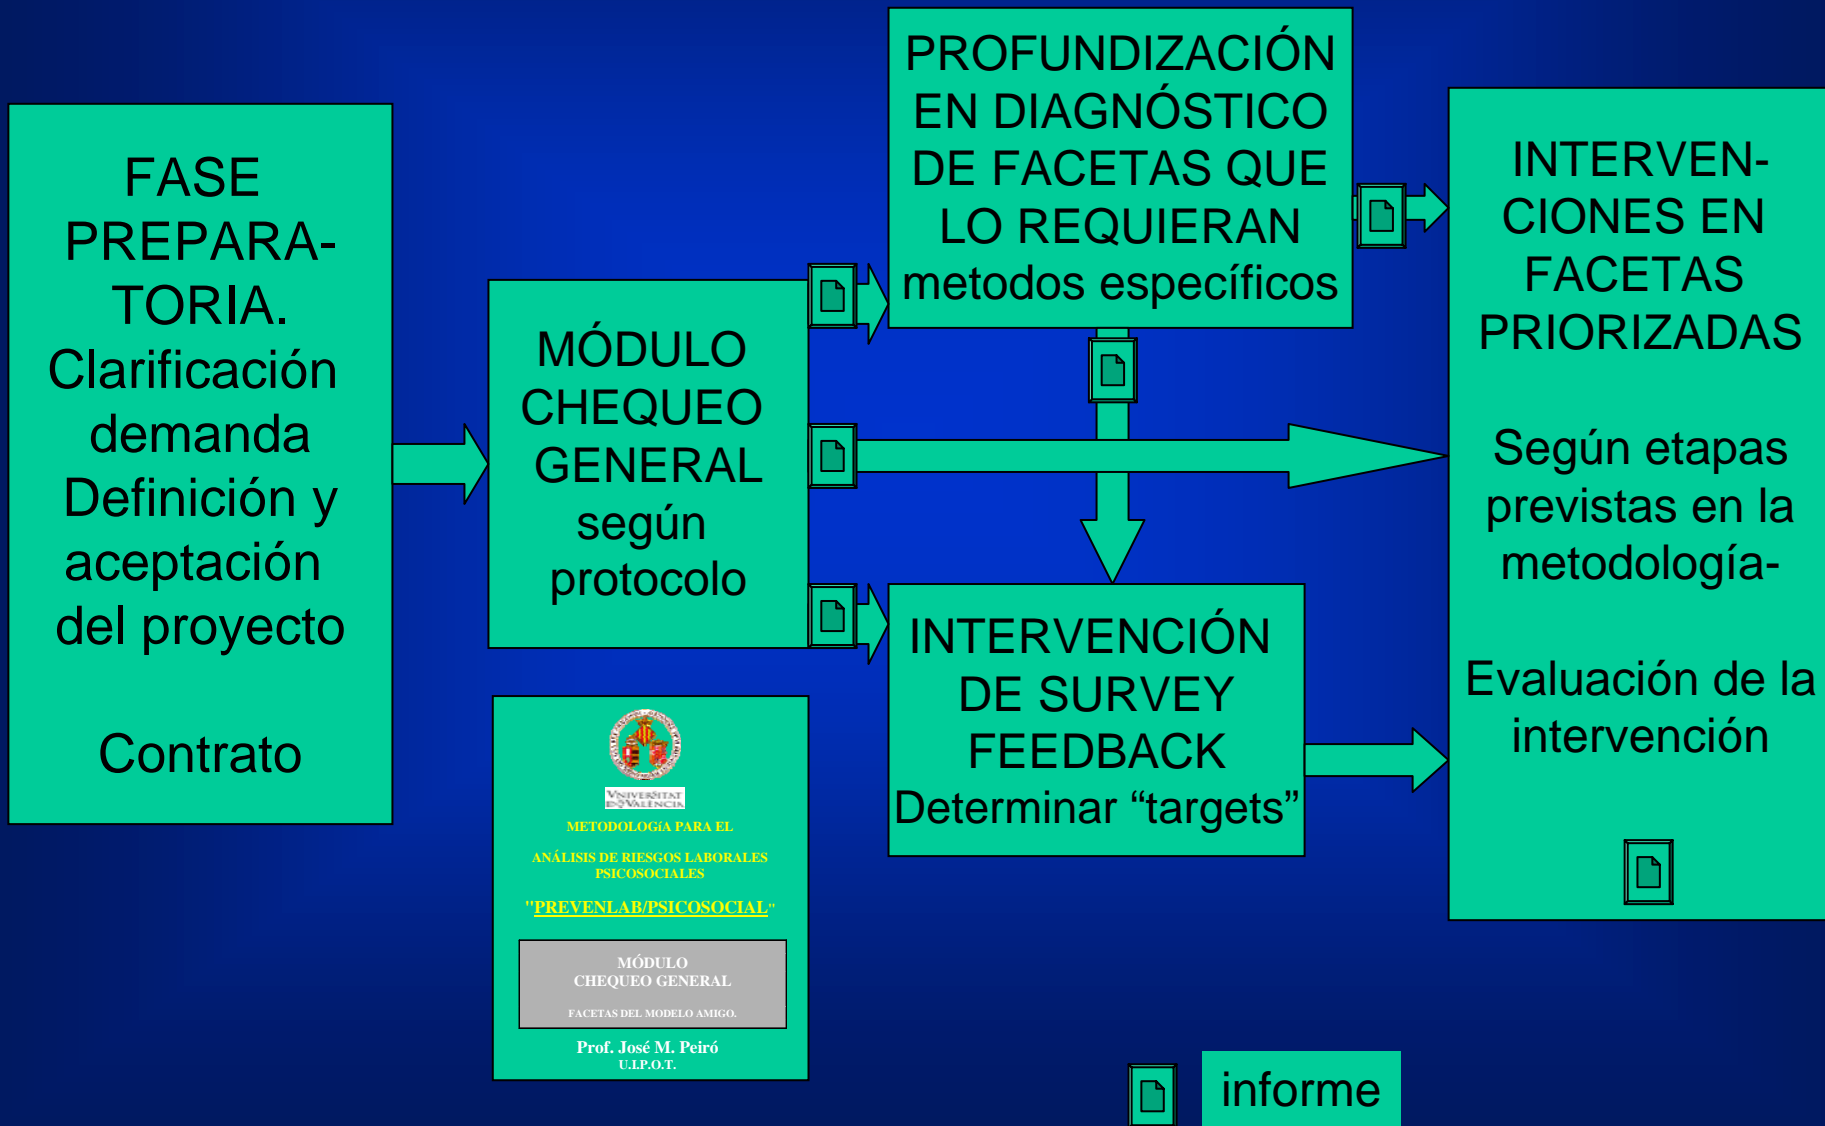 FASE
PREPARA-
TORIA.
Clarificación
demanda
Definición y
aceptación
del proyecto
Contrato
MÓDULO
CHEQUEO
GENERAL
según
protocolo
PROFUNDIZACIÓN
EN DIAGNÓSTICO
DE FACETAS QUE
LO REQUIERAN
metodos específicos
INTERVENCIÓN
DE SURVEY
FEEDBACK
Determinar “targets”
INTERVEN-
CIONES EN
FACETAS
PRIORIZADAS
Según etapas
previstas en la
metodología-
Evaluación de la
intervención
VNIVERSITAT
D VALÈNCIA
METODOLOGíA PARA EL
ANÁLISIS DE RIESGOS LABORALES
PSICOSOCIALES
"PREVENLAB/PSICOSOCIAL"
MÓDULO
CHEQUEO GENERAL
FACETAS DEL MODELO AMIGO.
Prof. José M. Peiró
U.I.P.O.T.
informe